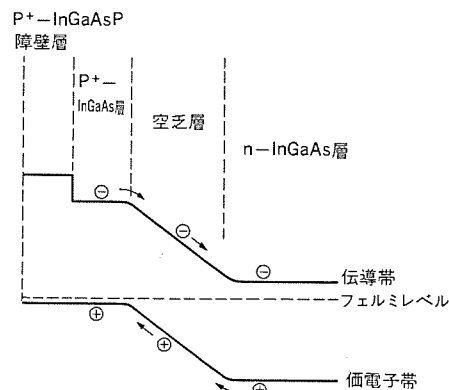 P⁺−InGaAsP
障壁層
P⁺−
InGaAs層
空乏層
n−InGaAs層
伝導帯
フェルミレベル
価電子帯